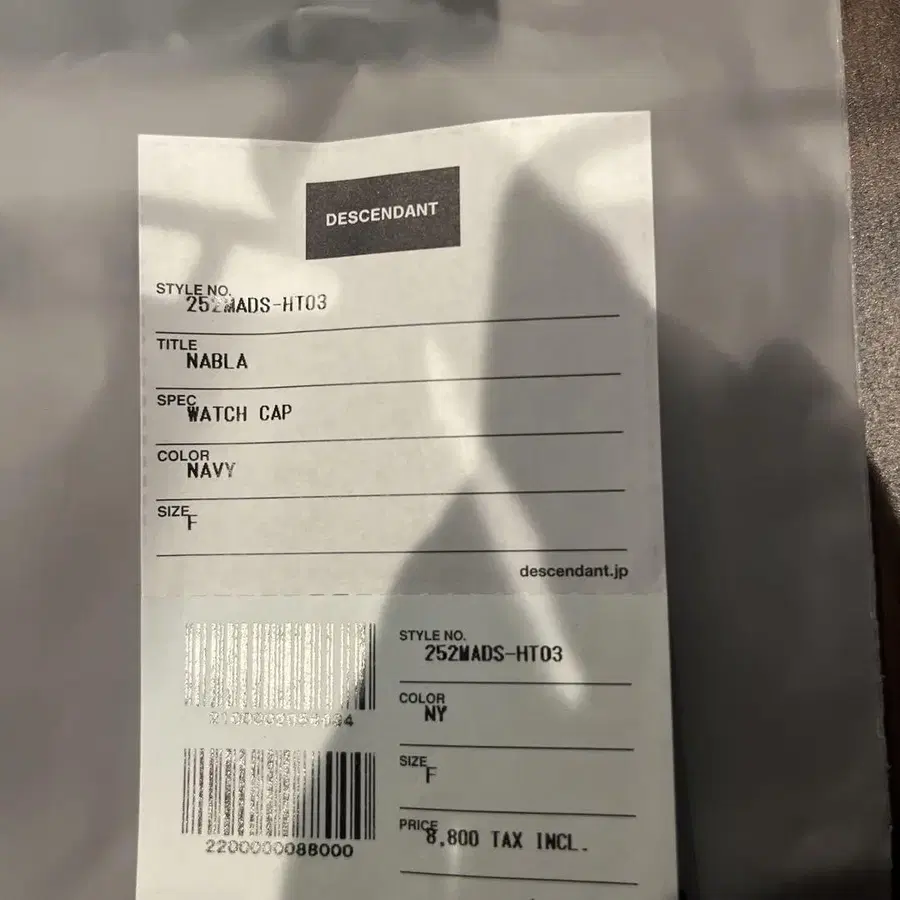 DESCENDANT
STYLE NO.
252MADS-HT03
TITLE
NABLA
SPEC
WATCH CAP
COLOR
NAVY
SIZE
F
descendant.jp
STYLE NO.
252MADS-HT03
COLOR
NY
SIZE
F
2200000088000
PRICE
8,800 TAX INCL.